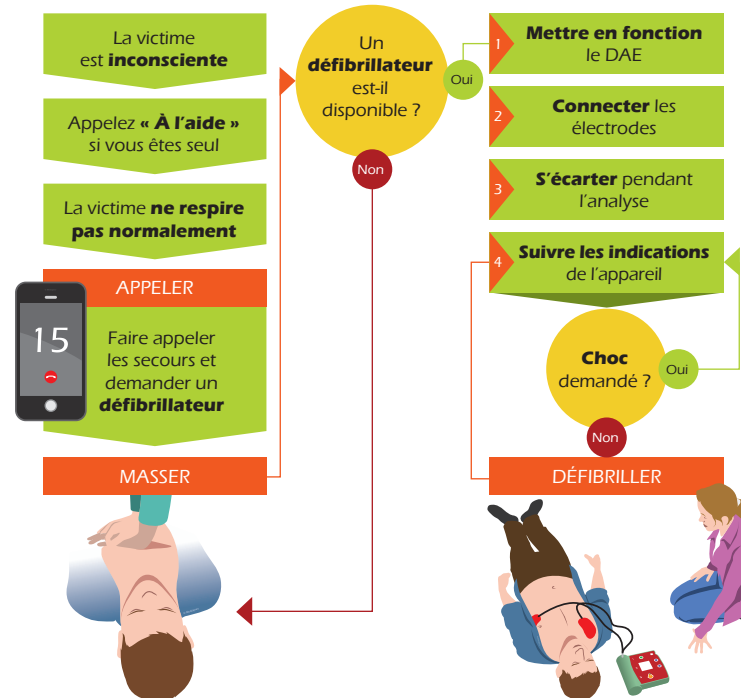 La victime
est inconsciente
Appelez « À l'aide »
si vous êtes seul
La victime ne respire
pas normalement
APPELER
15
Faire appeler
les secours et
demander un
défibrillateur
MASSER
Un
défibrillateur
est-il
disponible ?
Oui
Non
1
Mettre en fonction
le DAE
2
Connecter les
électrodes
3
S'écarter pendant
l'analyse
4
Suivre les indications
de l'appareil
Choc
demandé ?
Oui
Non
DÉFIBRILLER